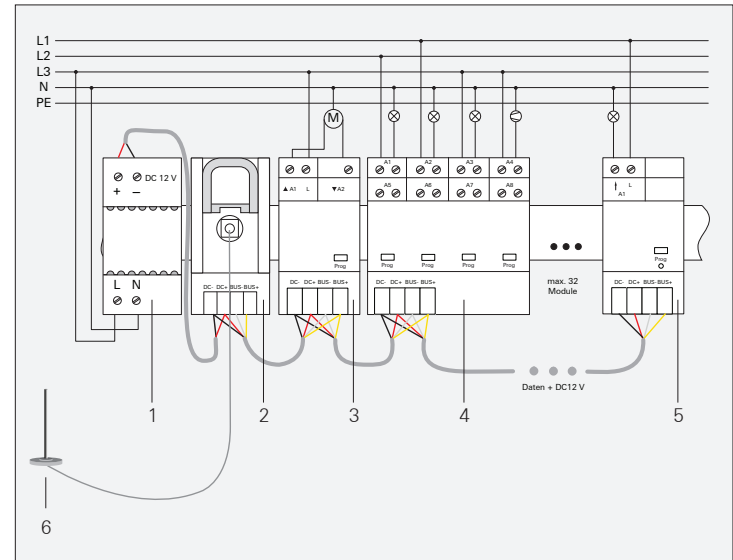 L1
L2
L3
N
PE
M
DC 12 V
+ –
L N
A1 L ▼A2
▲
A1 A2 A3 A4
A5 A6 A7 A8
L
A1
Prog
Prog Prog Prog Prog
Prog
max. 32
Module
DC- DC+ BUS- BUS+
DC- DC+ BUS- BUS+
DC- DC+ BUS- BUS+
DC- DC+ BUS- BUS+
Daten + DC12 V
1 2 3 4 5
6